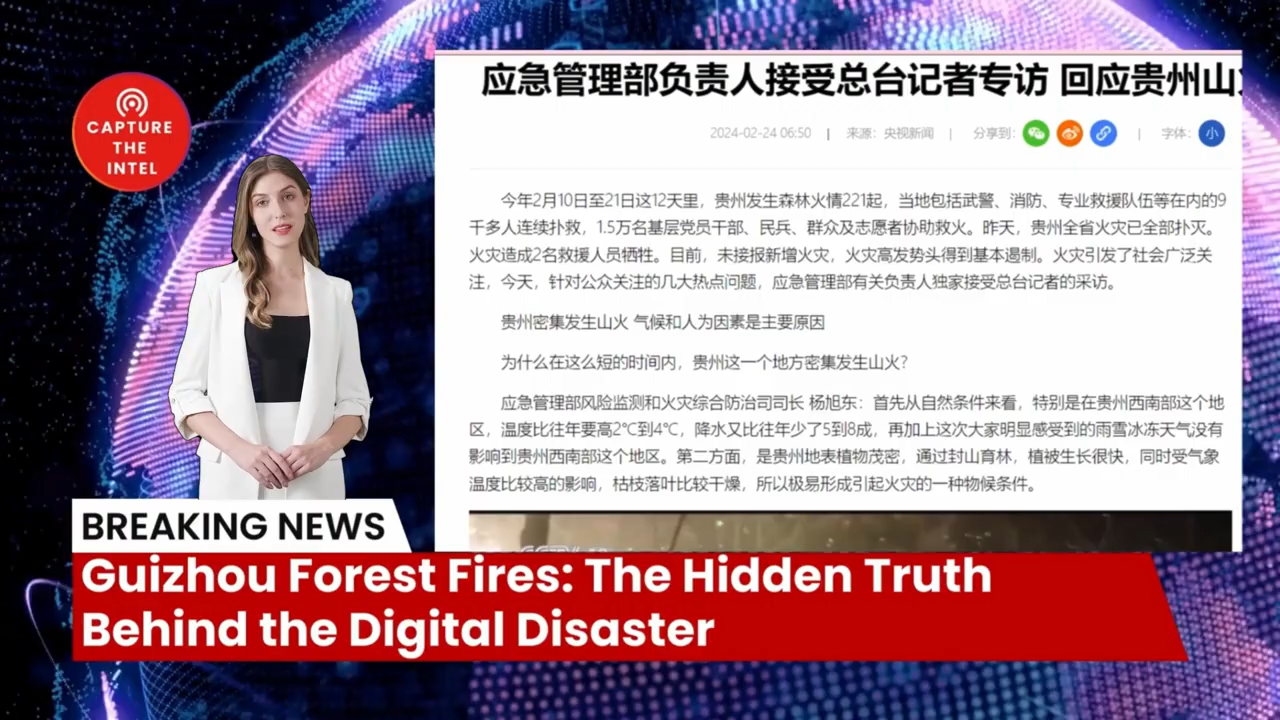 CAPTURE
THE
INTEL
应急管理部负责人接受总台记者专访 回应贵州山
2024-02-24 06:50 | 来源：央视新闻 | 分享到： | 字体： 小
今年2月10日至21日这12天里，贵州发生森林火情221起，当地包括武警、消防、专业救援队伍等在内的9
千多人连续扑救，1.5万名基层党员干部、民兵、群众及志愿者协助救火。昨天，贵州全省火灾已全部扑灭。
火灾造成2名救援人员牺牲。目前，未接报新增火灾，火灾高发势头得到基本遏制。火灾引发了社会广泛关
注，今天，针对公众关注的几大热点问题，应急管理部有关负责人独家接受总台记者的采访。
贵州密集发生山火 气候和人为因素是主要原因
为什么在这么短的时间内，贵州这一个地方密集发生山火？
应急管理部风险监测和火灾综合防治司司长 杨旭东：首先从自然条件来看，特别是在贵州西南部这个地
区，温度比往年要高2℃到4℃，降水又比往年少了5到8成，再加上这次大家明显感受到的雨雪冰冻天气没有
影响到贵州西南部这个地区。第二方面，是贵州地表植物茂密，通过封山育林，植被生长很快，同时受气象
温度比较高的影响，枯枝落叶比较干燥，所以极易形成引起火灾的一种物候条件。
BREAKING NEWS
Guizhou Forest Fires: The Hidden Truth
Behind the Digital Disaster